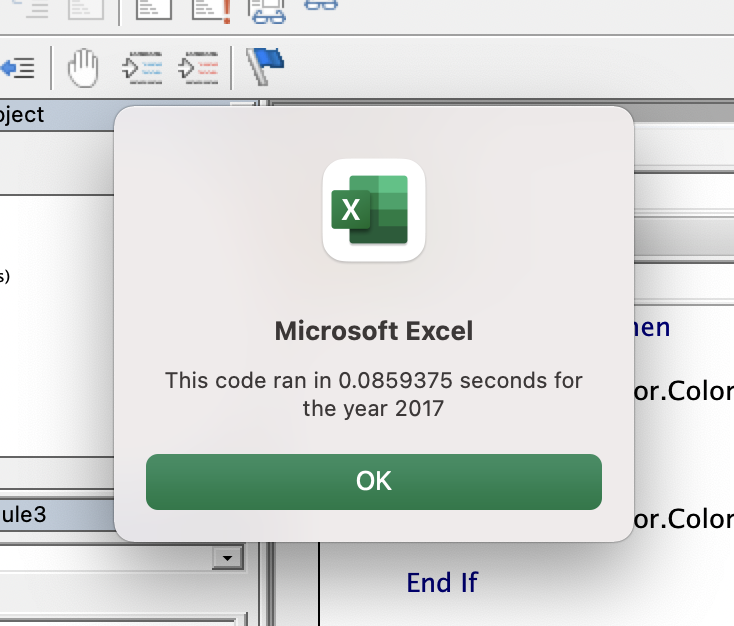 oject
X
s)
Microsoft Excel
hen
This code ran in 0.0859375 seconds for
the year 2017
or.Color
OK
ule3
or.Color
End If